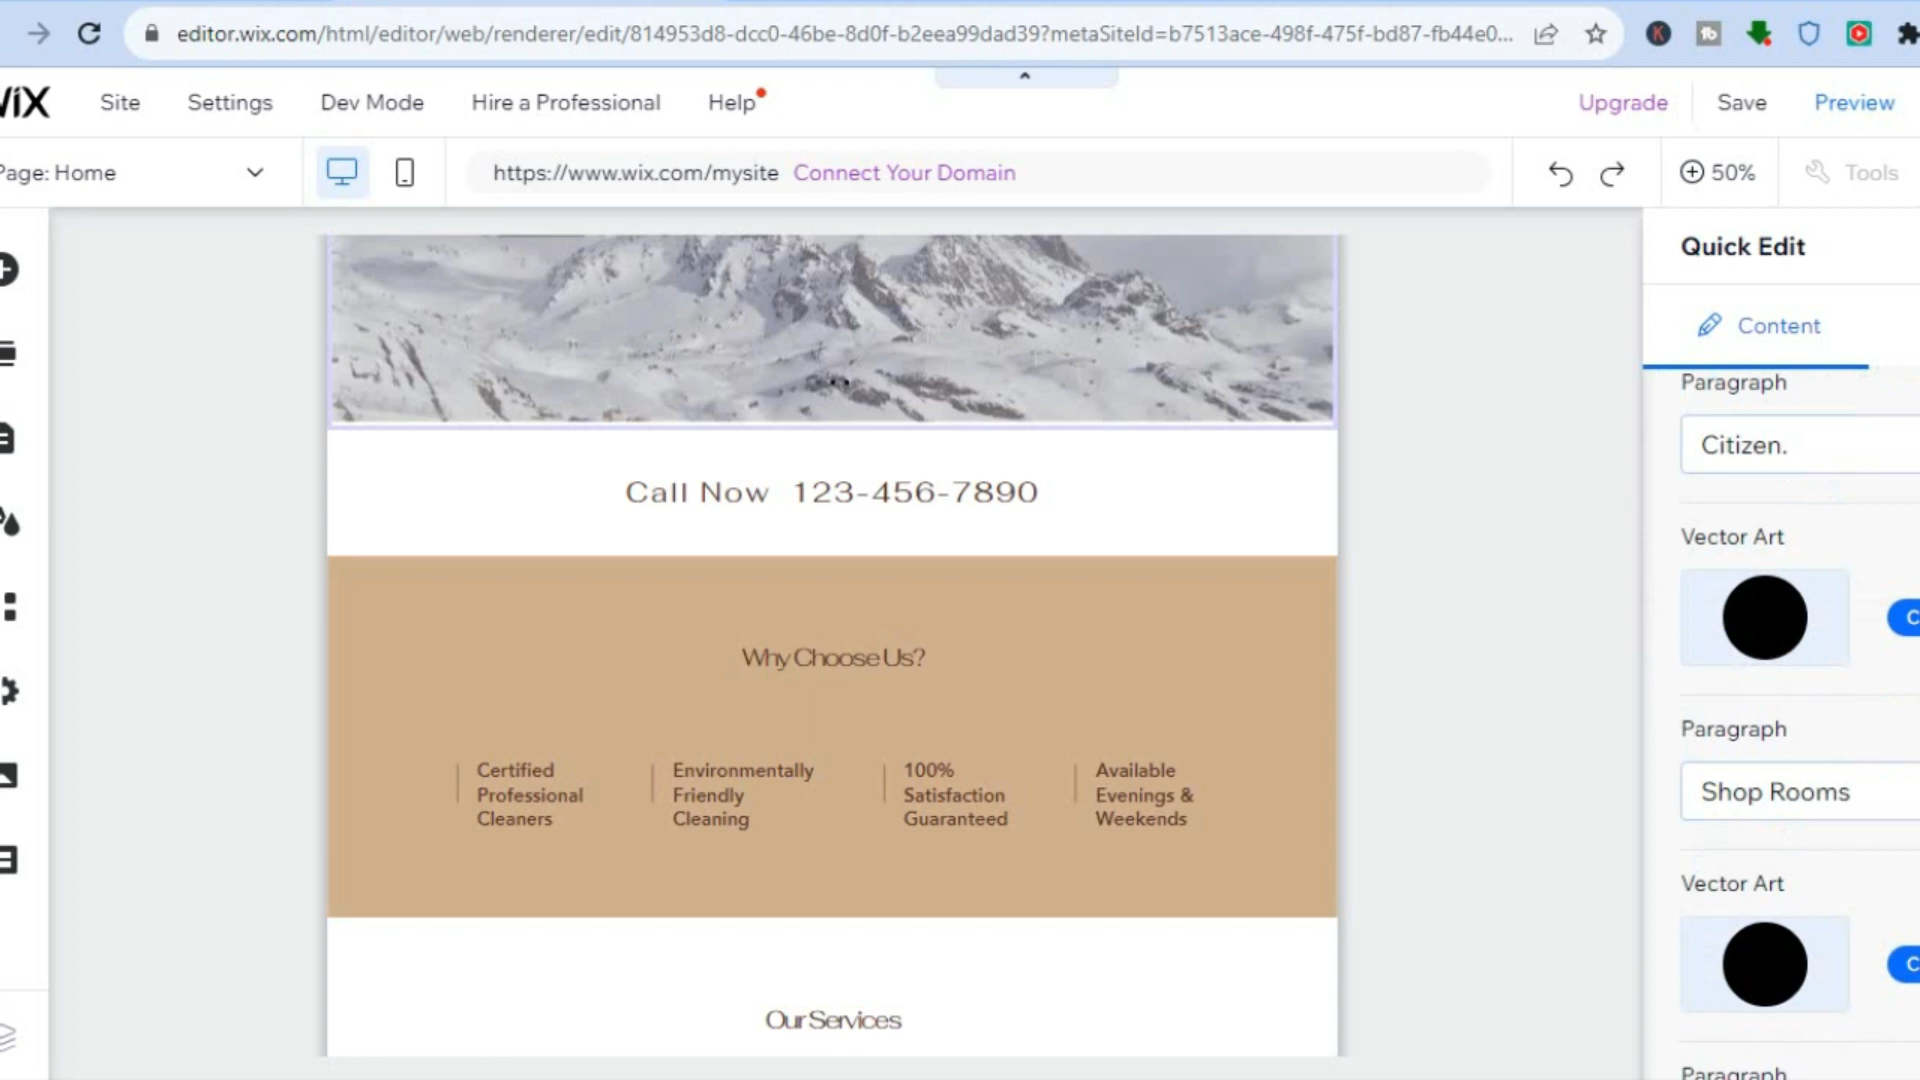 editor.wix.com/html/editor/web/renderer/edit/814953d8-dcc0-46be-8d0f-b2eea99dad39?metaSiteId=b7513ace-498f-475f-bd87-fb44e0...
WiX Site Settings Dev Mode Hire a Professional Help Upgrade Save Preview
Page: Home https://www.wix.com/mysite Connect Your Domain 50% Tools
Quick Edit
Content
Paragraph
Citizen.
Vector Art
C
Paragraph
Shop Rooms
Vector Art
C
Paragraph
Call Now 123-456-7890
Why Choose Us?
Certified
Professional
Cleaners
Environmentally
Friendly
Cleaning
100%
Satisfaction
Guaranteed
Available
Evenings &
Weekends
Our Services